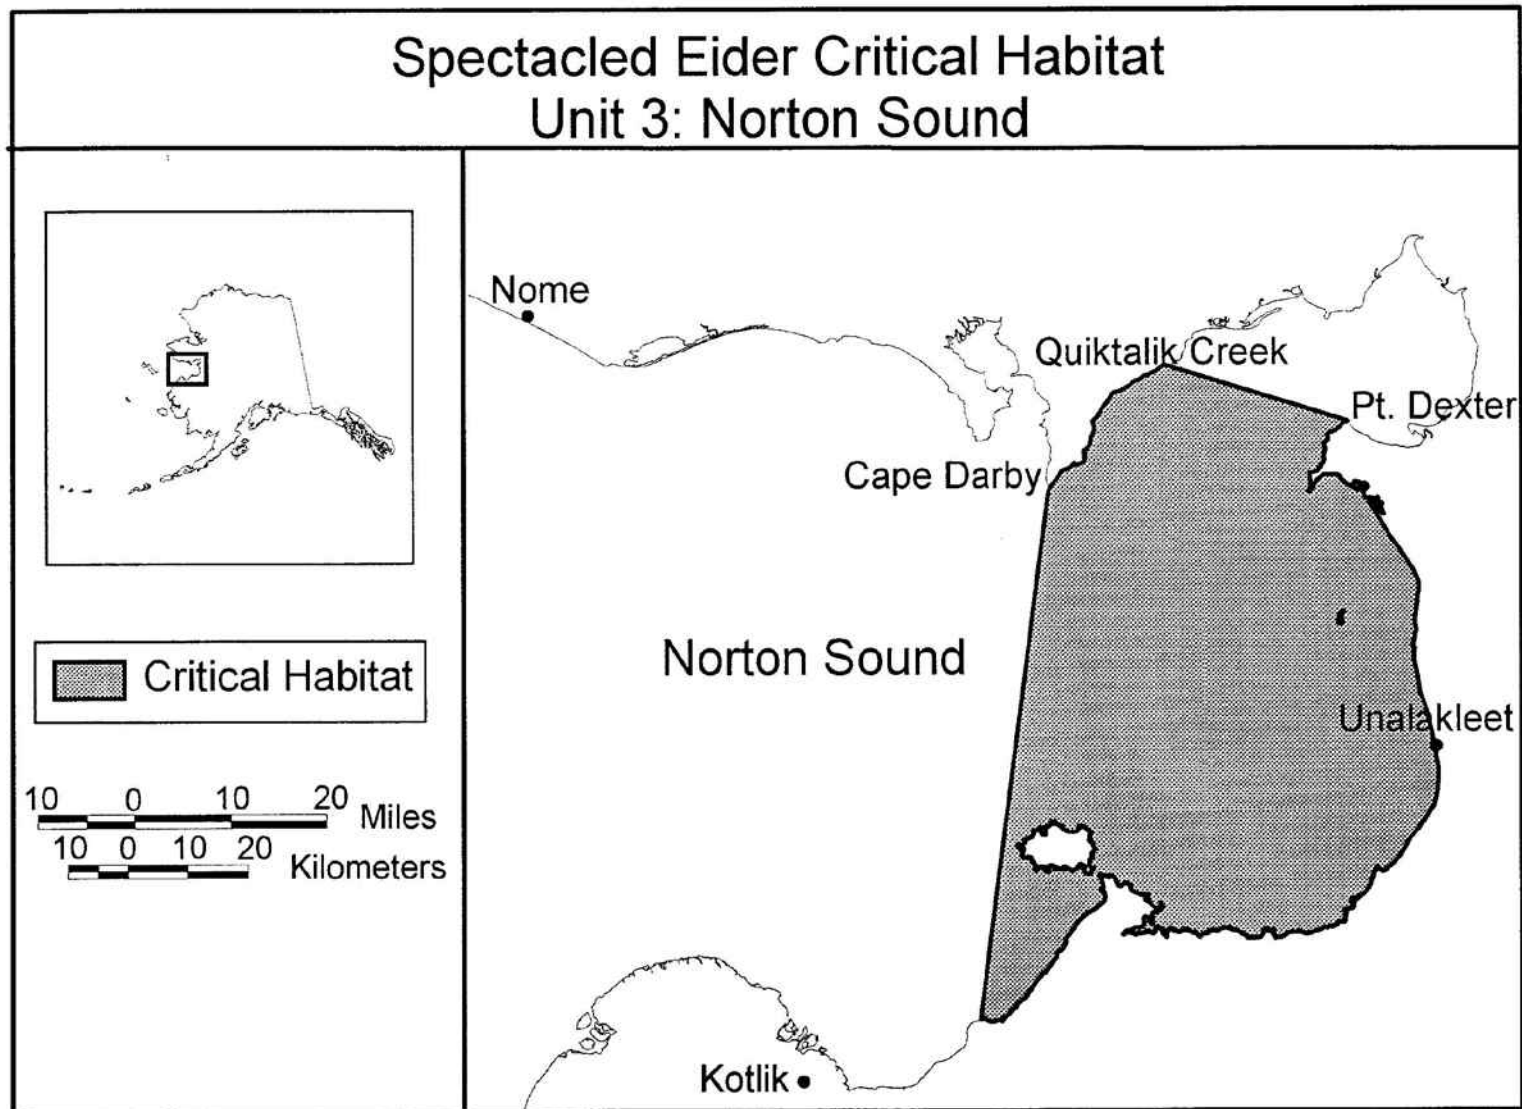 Spectacled Eider Critical Habitat
Unit 3: Norton Sound
Nome
Quiktalik Creek
Pt. Dexter
Cape Darby
Norton Sound
Critical Habitat
Unalakleet
10 0 10 20 Miles
10 0 10 20 Kilometers
Kotlik